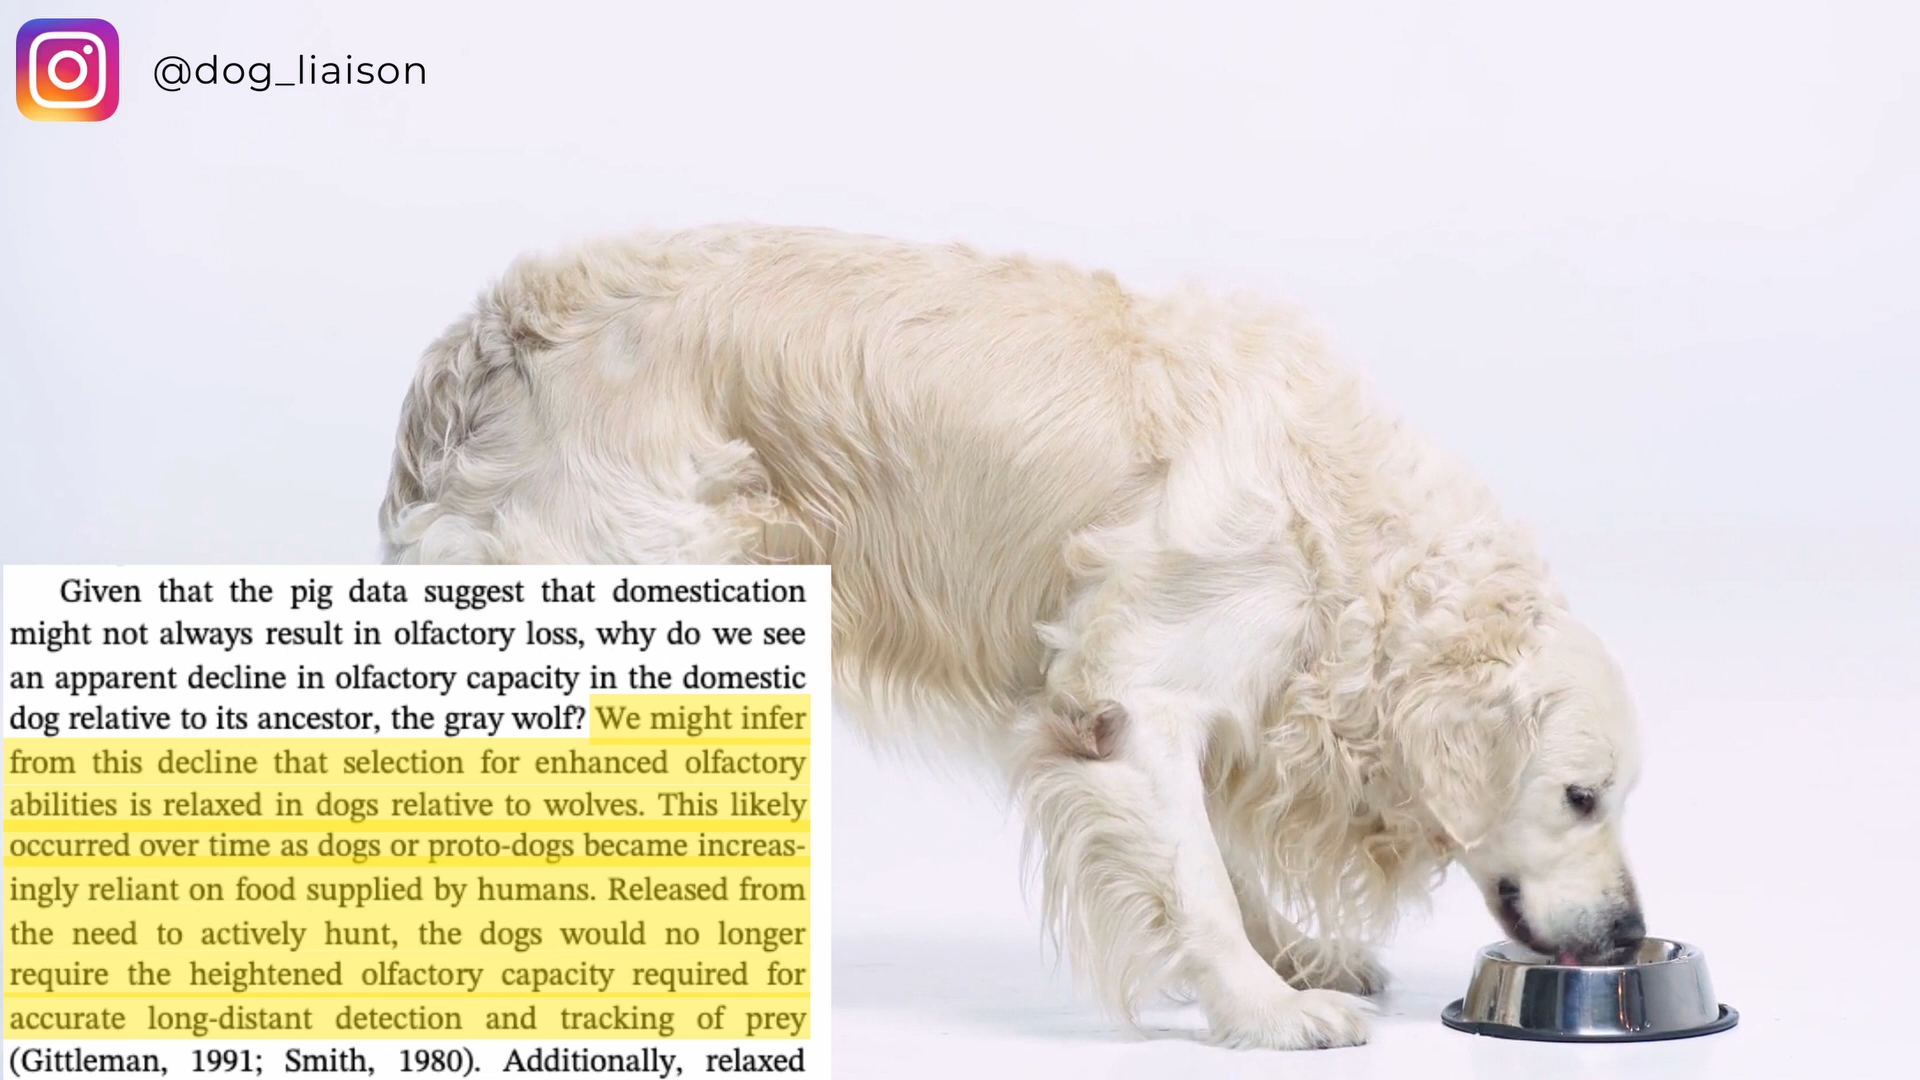 @dog_liaison
Given that the pig data suggest that domestication
might not always result in olfactory loss, why do we see
an apparent decline in olfactory capacity in the domestic
dog relative to its ancestor, the gray wolf? We might infer
from this decline that selection for enhanced olfactory
abilities is relaxed in dogs relative to wolves. This likely
occurred over time as dogs or proto-dogs became increas-
ingly reliant on food supplied by humans. Released from
the need to actively hunt, the dogs would no longer
require the heightened olfactory capacity required for
accurate long-distant detection and tracking of prey
(Gittleman, 1991; Smith, 1980). Additionally, relaxed